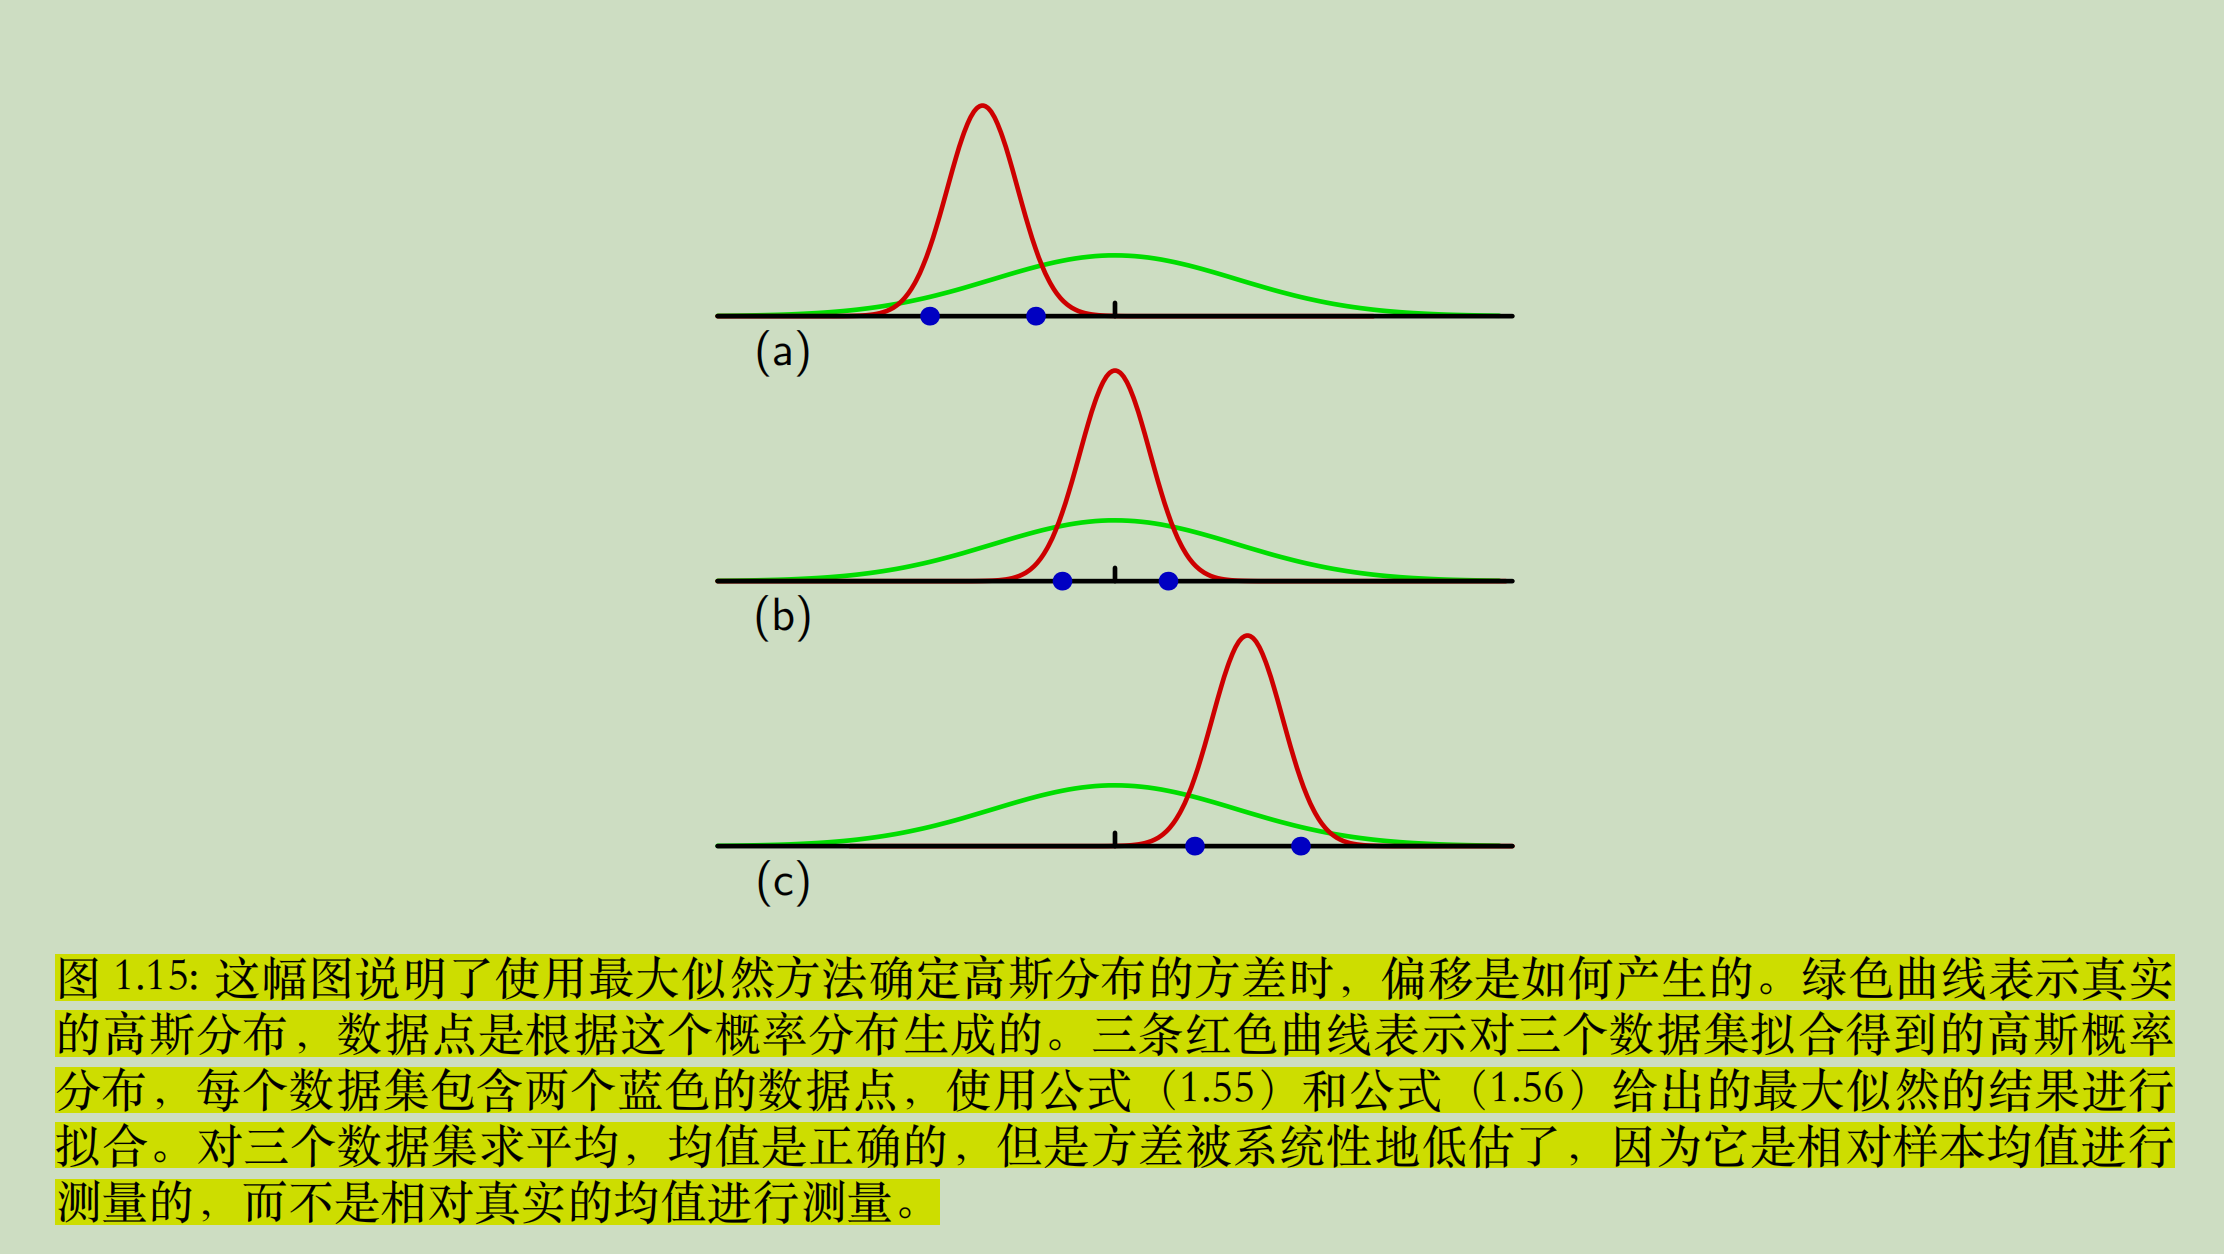 (a)
(b)
(c)
图 1.15: 这幅图说明了使用最大似然方法确定高斯分布的方差时，偏移是如何产生的。绿色曲线表示真实
的高斯分布，数据点是根据这个概率分布生成的。三条红色曲线表示对三个数据集拟合得到的高斯概率
分布，每个数据集包含两个蓝色的数据点，使用公式（1.55）和公式（1.56）给出的最大似然的结果进行
拟合。对三个数据集求平均，均值是正确的，但是方差被系统性地低估了，因为它是相对样本均值进行
测量的，而不是相对真实的均值进行测量。